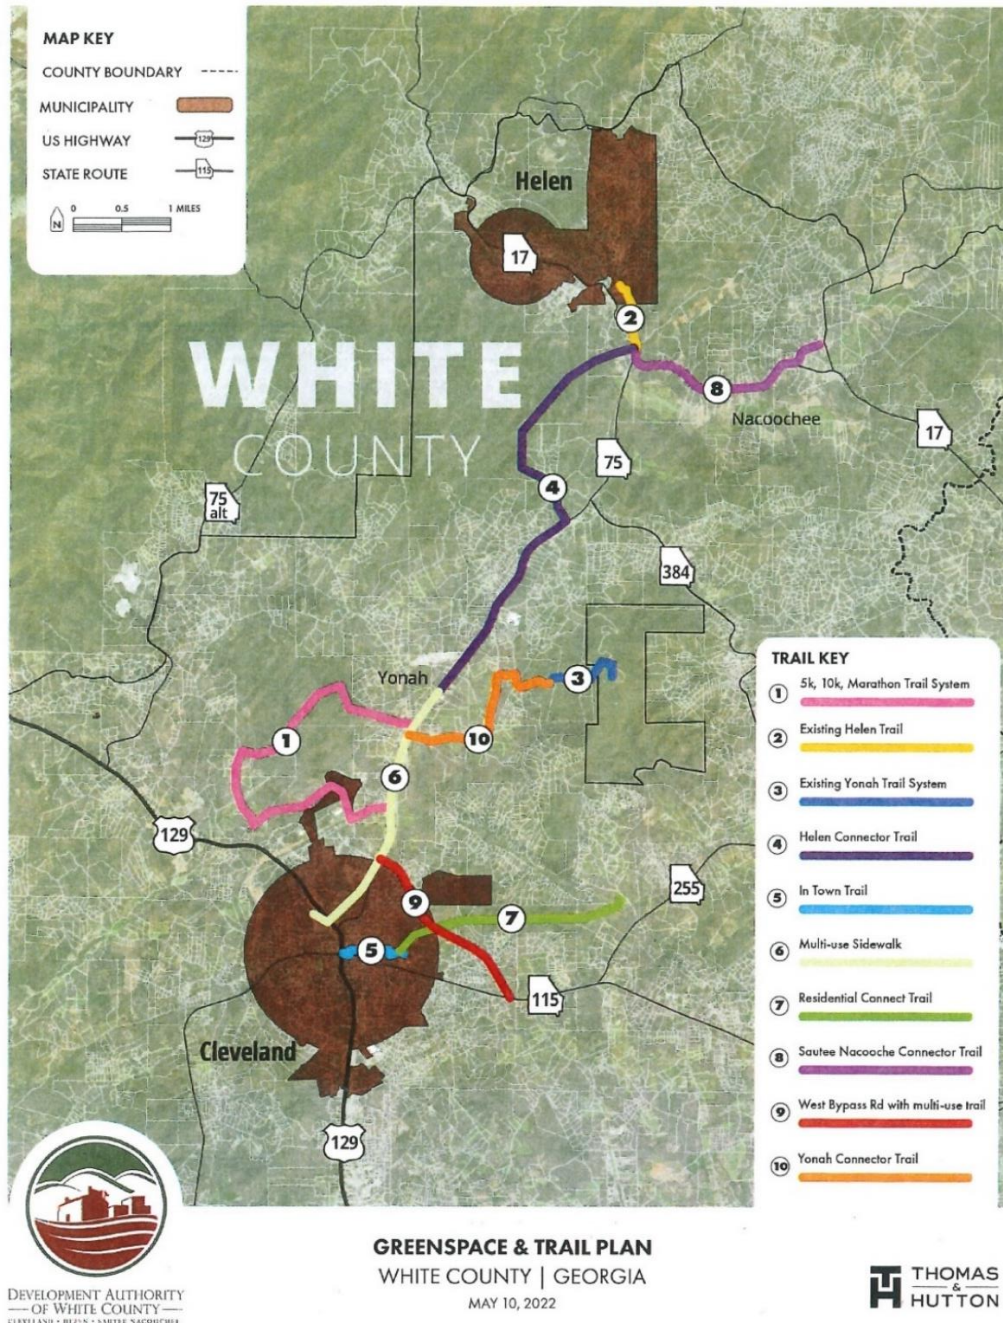 MAP KEY
COUNTY BOUNDARY
MUNICIPALITY
US HIGHWAY
129
STATE ROUTE
115
N
0 0.5 1 MILES
Helen
17
2
WHITE
COUNTY
8
Nacoochee
17
75
4
75
alt
384
Yonah
3
1
10
6
129
255
9
7
5
115
Cleveland
129
TRAIL KEY
1 5k, 10k, Marathon Trail System
2 Existing Helen Trail
3 Existing Yonah Trail System
4 Helen Connector Trail
5 In Town Trail
6 Multi-use Sidewalk
7 Residential Connect Trail
8 Sautee Nacooche Connector Trail
9 West Bypass Rd with multi-use trail
10 Yonah Connector Trail
DEVELOPMENT AUTHORITY
OF WHITE COUNTY
CLEVELAND • HELEN • SAUTEE NACOOCHEE
GREENSPACE & TRAIL PLAN
WHITE COUNTY | GEORGIA
MAY 10, 2022
TH
THOMAS
&
HUTTON